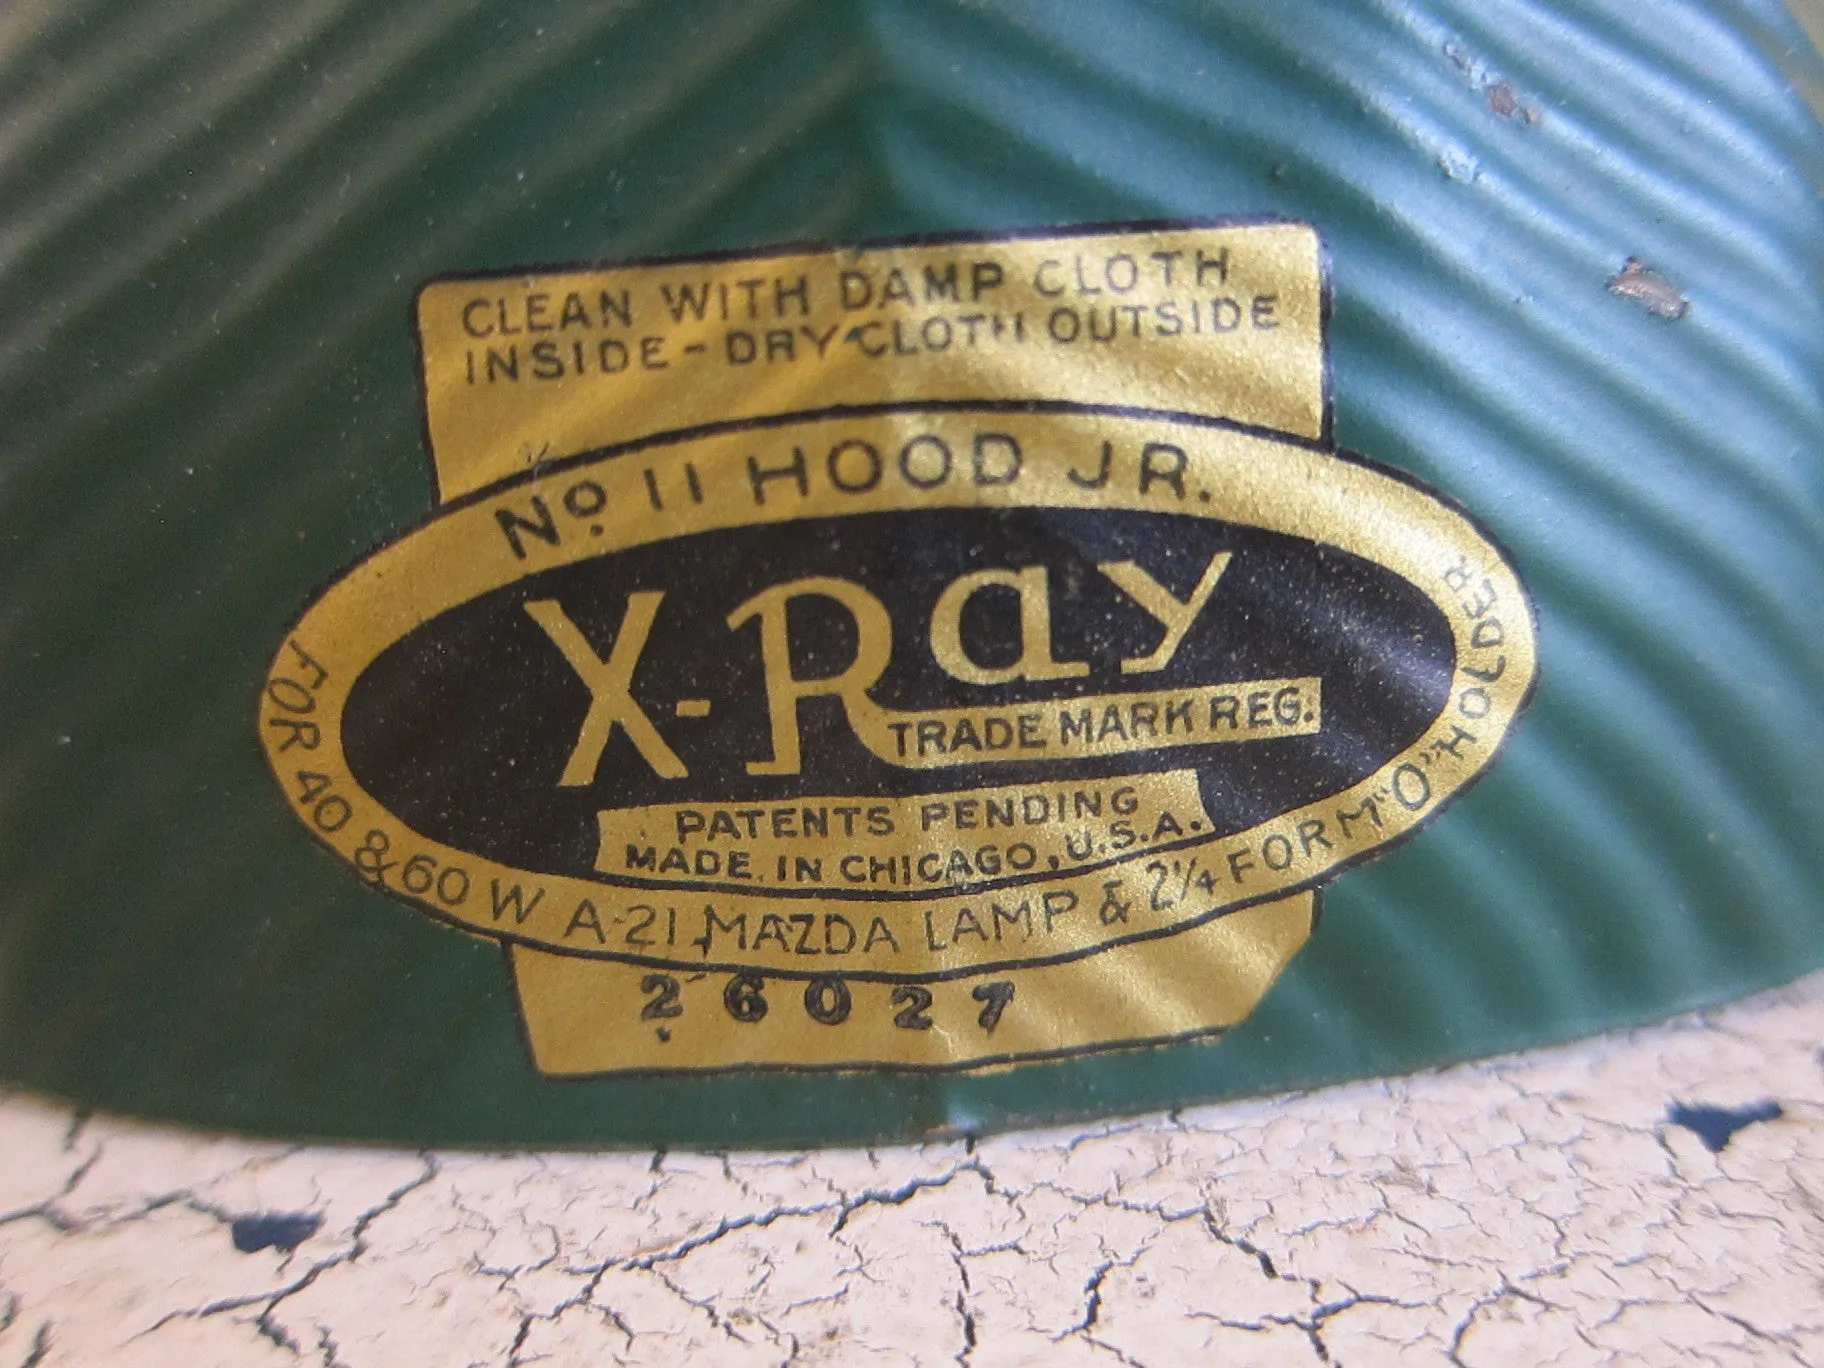 CLEAN WITH DAMP CLOTH
INSIDE - DRY CLOTH OUTSIDE
No 11 HOOD JR.
X-Ray
TRADE MARK REG.
PATENTS PENDING
MADE IN CHICAGO, U.S.A.
FOR 40 & 60 W A-21 MAZDA LAMP & 2¼ FORM "O" HOLDER
26027